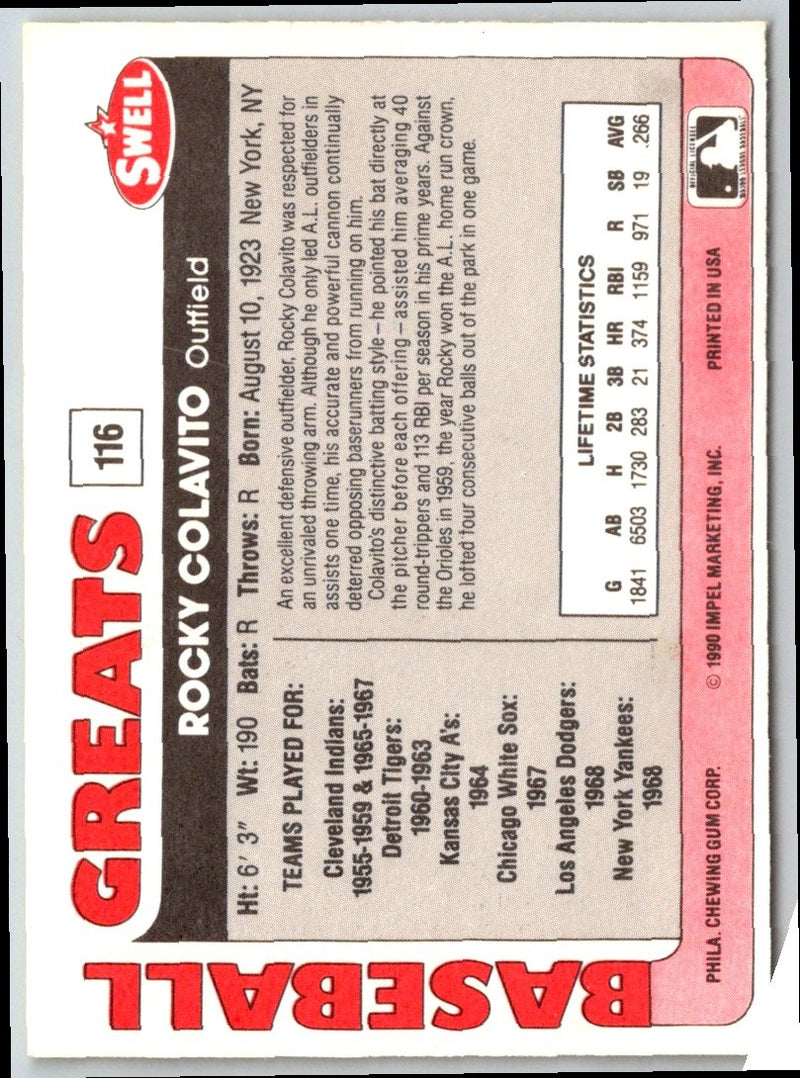 BASEBALL
GREATS
116
SWELL
ROCKY COLAVITO Outfield
Ht: 6' 3" Wt: 190 Bats: R Throws: R Born: August 10, 1923 New York, NY
TEAMS PLAYED FOR:
Cleveland Indians:
1955-1959 & 1965-1967
Detroit Tigers:
1960-1963
Kansas City A's:
1964
Chicago White Sox:
1967
Los Angeles Dodgers:
1968
New York Yankees:
1968
An excellent defensive outfielder, Rocky Colavito was respected for
an unrivaled throwing arm. Although he only led A.L. outfielders in
assists one time, his accurate and powerful cannon continually
deterred opposing baserunners from running on him.
Colavito's distinctive batting style – he pointed his bat directly at
the pitcher before each offering – assisted him averaging 40
round-trippers and 113 RBI per season in his prime years. Against
the Orioles in 1959, the year Rocky won the A.L. home run crown,
he lofted four consecutive balls out of the park in one game.
LIFETIME STATISTICS
G AB H 2B 3B HR RBI R SB AVG
1841 6503 1730 283 21 374 1159 971 19 .266
PHILA. CHEWING GUM CORP. © 1990 IMPEL MARKETING, INC. PRINTED IN USA
OFFICIAL LICENSEE
MAJOR LEAGUE BASEBALL